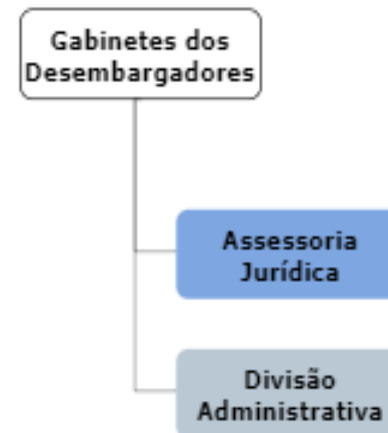 Gabinetes dos
Desembargadores
Assessoria
Jurídica
Divisão
Administrativa